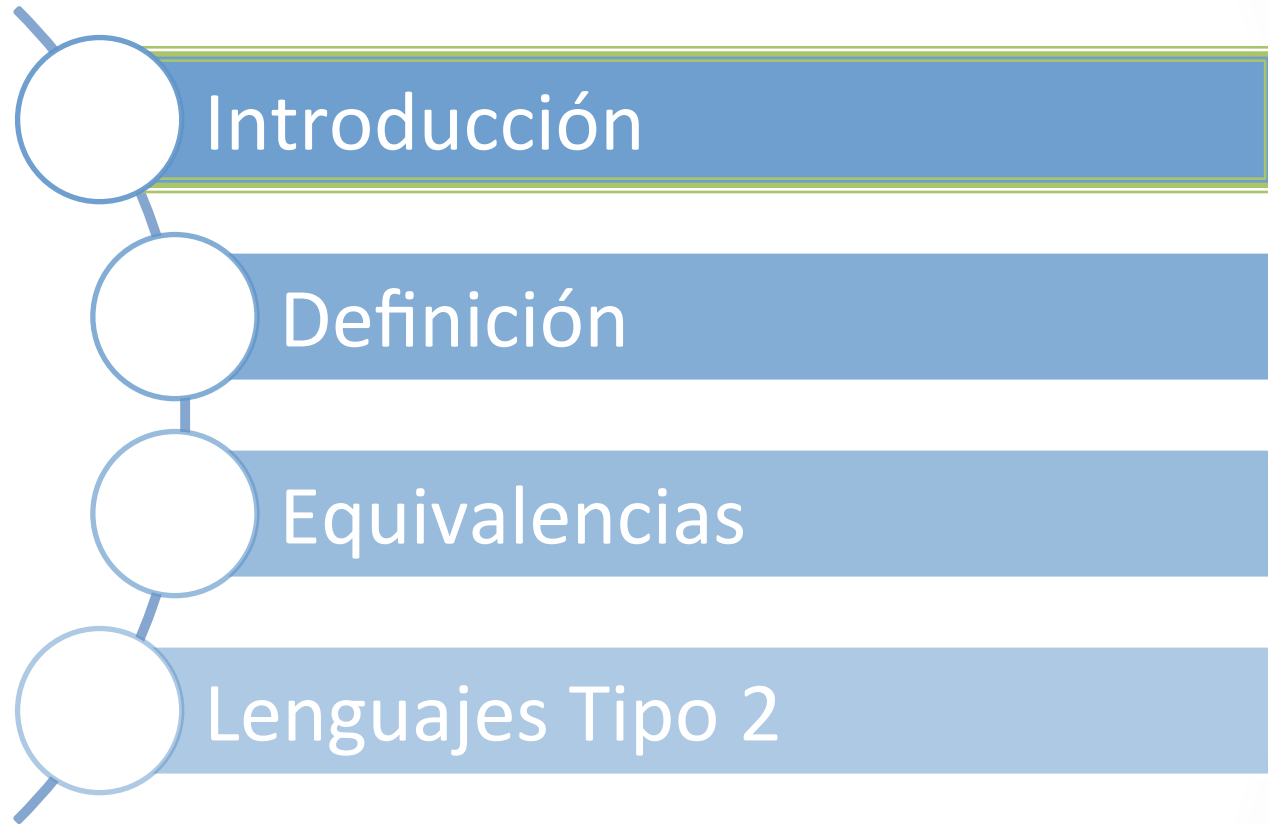 Introducción
Definición
Equivalencias
Lenguajes Tipo 2